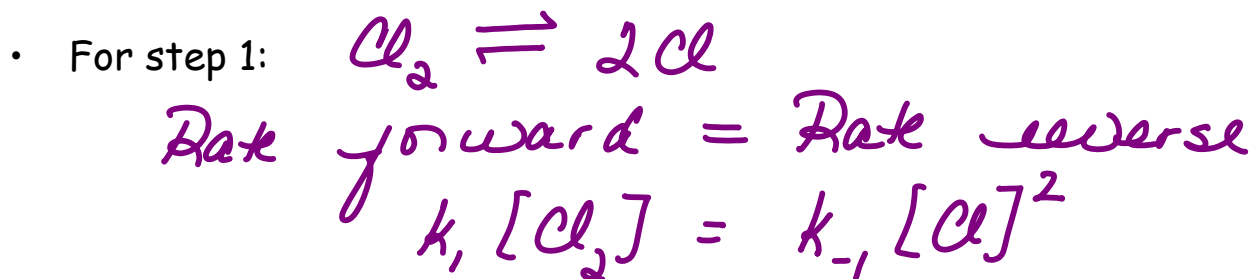 • For step 1: Cl₂ ⇌ 2Cl
Rate forward = Rate reverse
k₁[Cl₂] = k₋₁[Cl]²